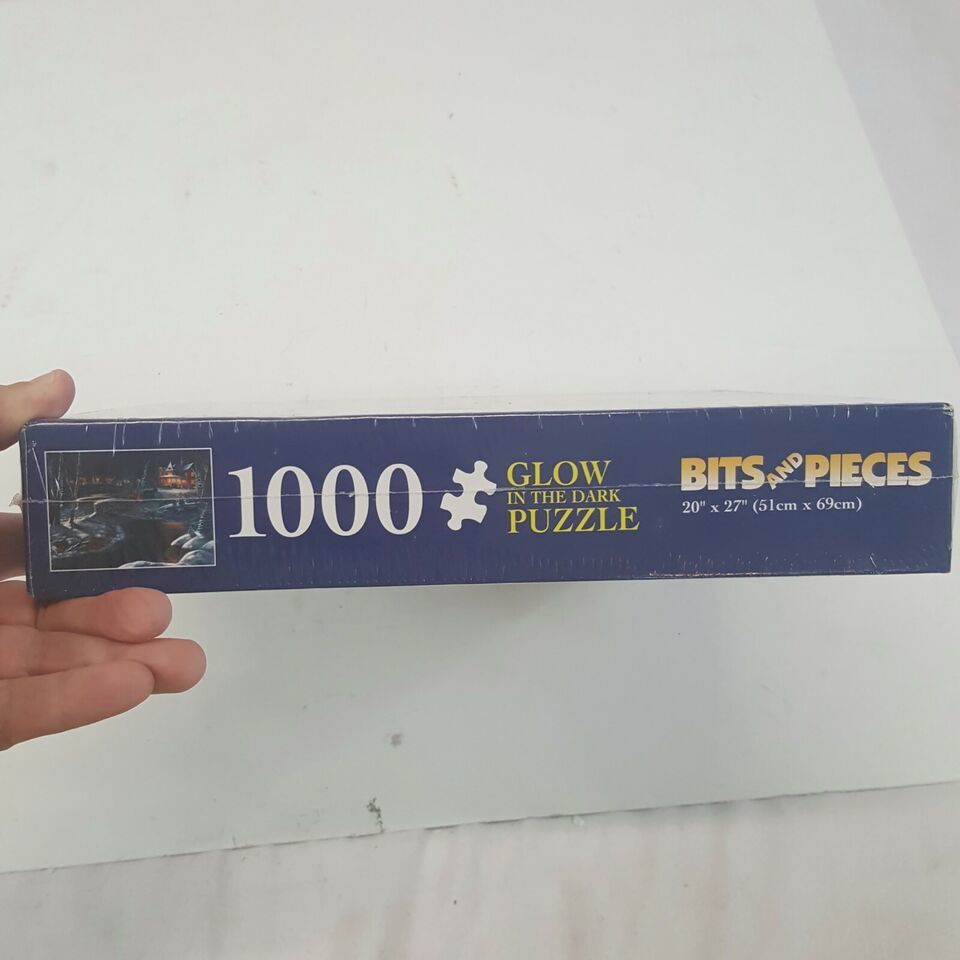 1000
GLOW
IN THE DARK
PUZZLE
BITS AND PIECES
20" x 27" (51cm x 69cm)